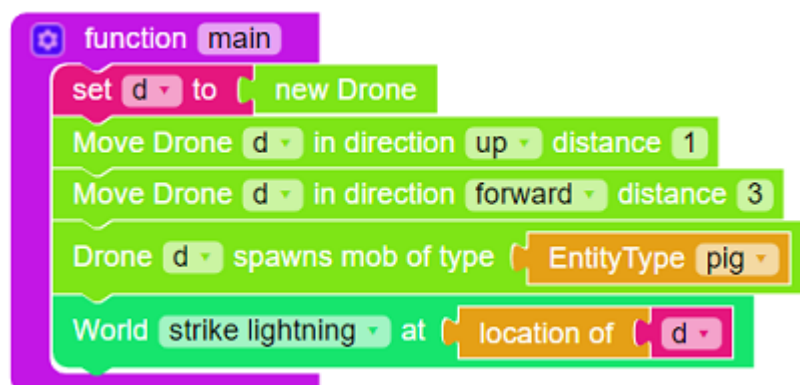 function main
set d to new Drone
Move Drone d in direction up distance 1
Move Drone d in direction forward distance 3
Drone d spawns mob of type EntityType pig
World strike lightning at location of d